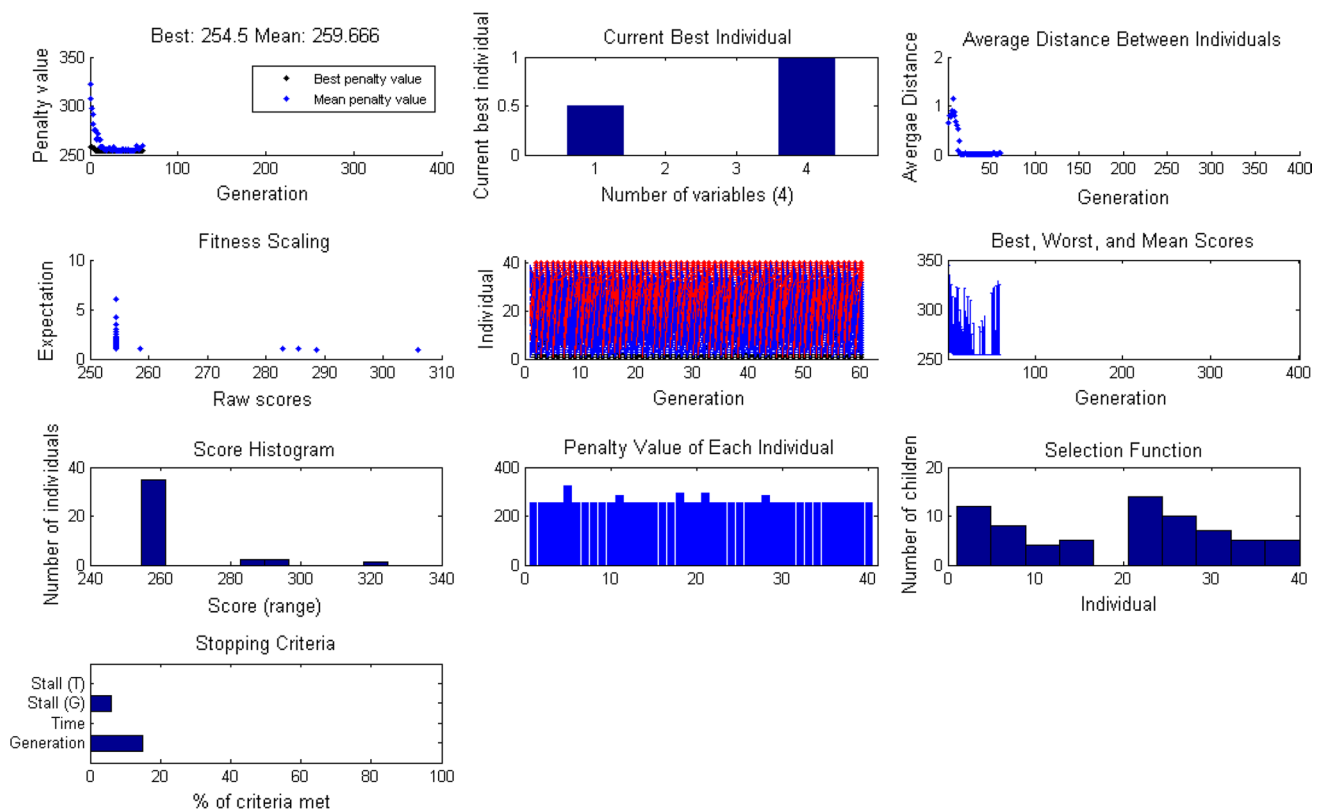 Best: 254.5 Mean: 259.666
Penalty value
350
300
250
0
100
200
300
400
Generation
Best penalty value
Mean penalty value
Current Best Individual
Current best individual
1
0.5
0
1
2
3
4
Number of variables (4)
Average Distance Between Individuals
Avergae Distance
2
1
0
50
100
150
200
250
300
350
400
Generation
Fitness Scaling
Expectation
10
5
0
250
260
270
280
290
300
310
Raw scores
Individual
40
20
0
0
10
20
30
40
50
60
Generation
Best, Worst, and Mean Scores
350
300
250
100
200
300
400
Generation
Score Histogram
Number of individuals
40
20
0
240
260
280
300
320
340
Score (range)
Penalty Value of Each Individual
400
200
0
0
10
20
30
40
Selection Function
Number of children
20
10
0
0
10
20
30
40
Individual
Stopping Criteria
Stall (T)
Stall (G)
Time
Generation
0
20
40
60
80
100
% of criteria met